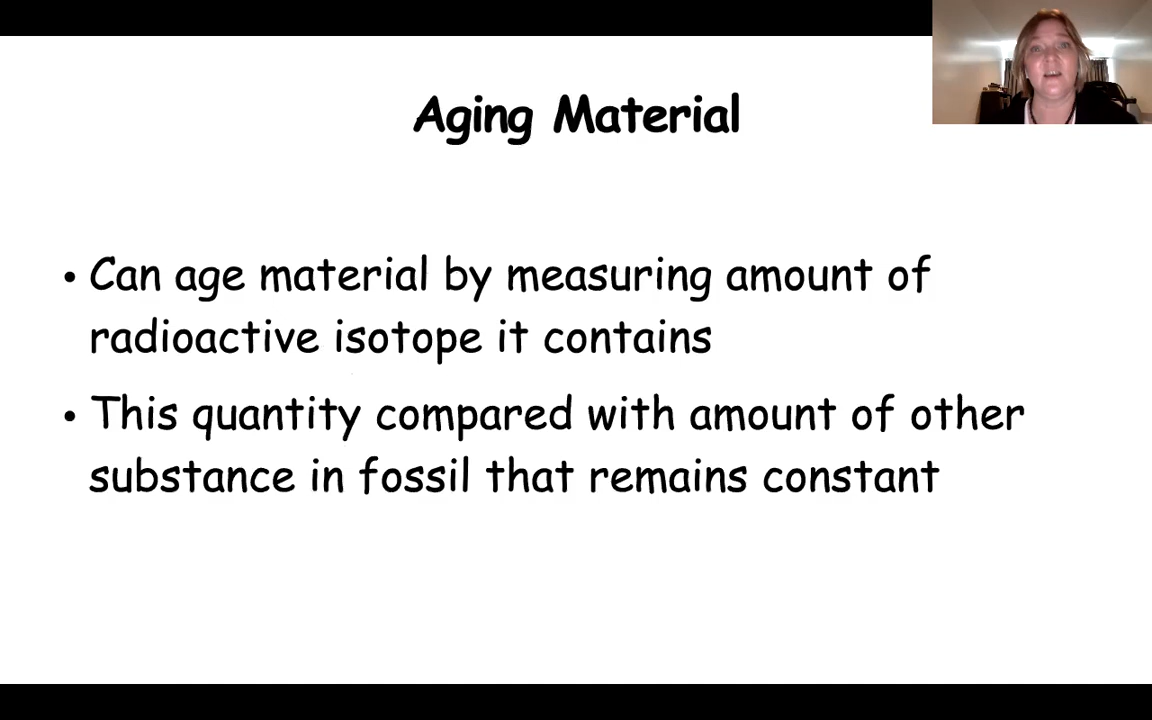 Aging Material
• Can age material by measuring amount of
radioactive isotope it contains
• This quantity compared with amount of other
substance in fossil that remains constant